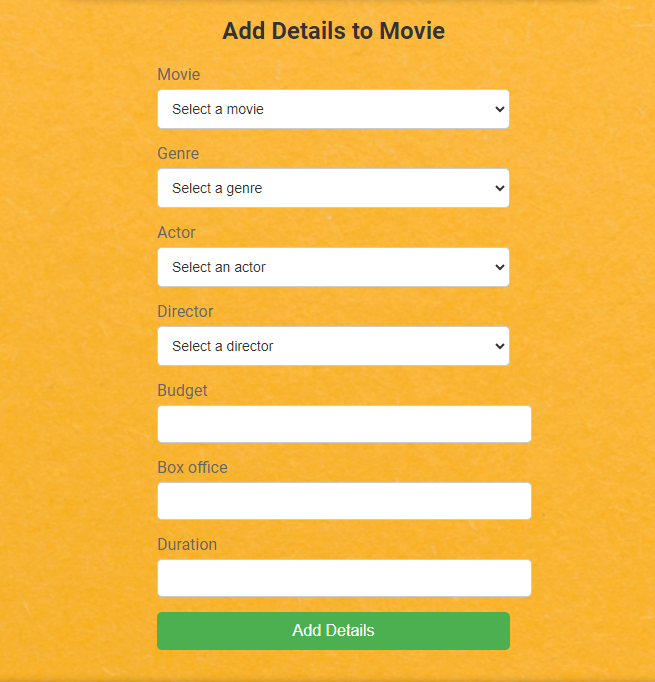 Add Details to Movie
Movie
Select a movie
Genre
Select a genre
Actor
Select an actor
Director
Select a director
Budget
Box office
Duration
Add Details